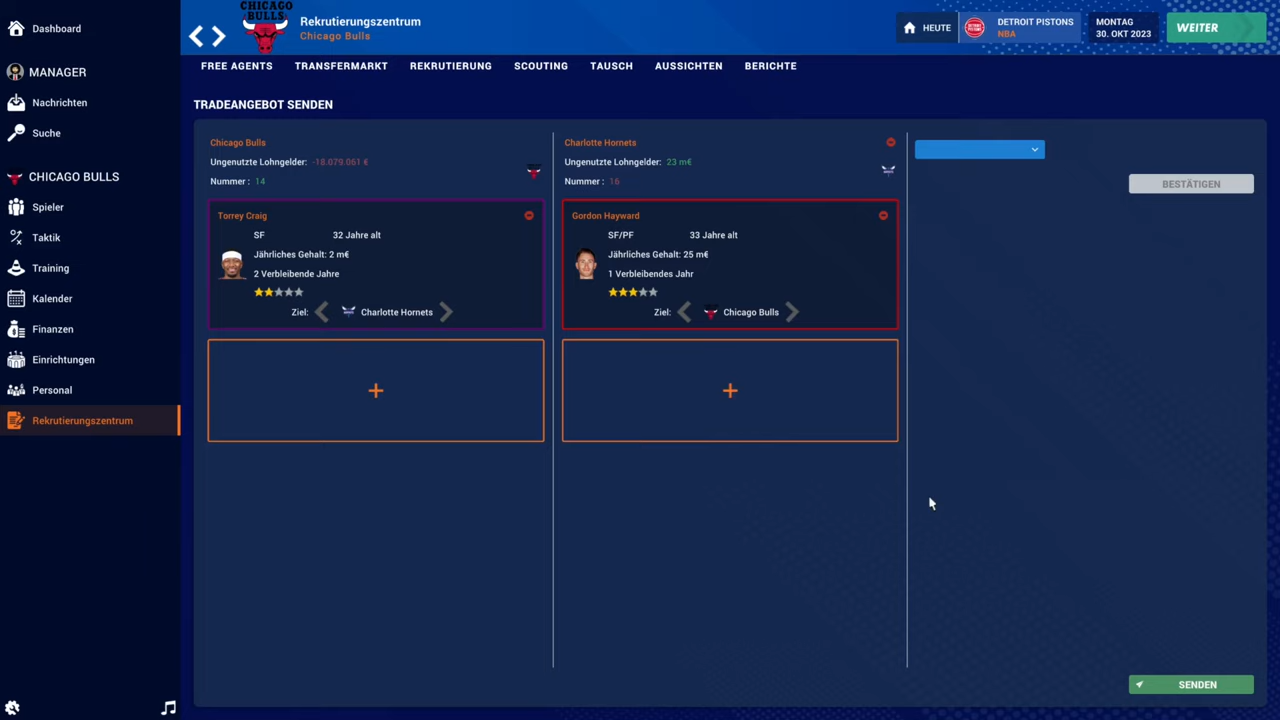 Dashboard
MANAGER
Nachrichten
Suche
CHICAGO BULLS
Spieler
Taktik
Training
Kalender
Finanzen
Einrichtungen
Personal
Rekrutierungszentrum
CHICAGO
BULLS
Rekrutierungszentrum
Chicago Bulls
HEUTE
DETROIT PISTONS
NBA
MONTAG
30. OKT 2023
WEITER
FREE AGENTS TRANSFERMARKT REKRUTIERUNG SCOUTING TAUSCH AUSSICHTEN BERICHTE
TRADEANGEBOT SENDEN
Chicago Bulls
Ungenutzte Lohngelder: -18.079.061 €
Nummer : 14
Torrey Craig
SF 32 Jahre alt
Jährliches Gehalt: 2 m€
2 Verbleibende Jahre
Ziel: Charlotte Hornets
+
Charlotte Hornets
Ungenutzte Lohngelder: 23 m€
Nummer : 16
Gordon Hayward
SF/PF 33 Jahre alt
Jährliches Gehalt: 25 m€
1 Verbleibendes Jahr
Ziel: Chicago Bulls
+
BESTÄTIGEN
SENDEN